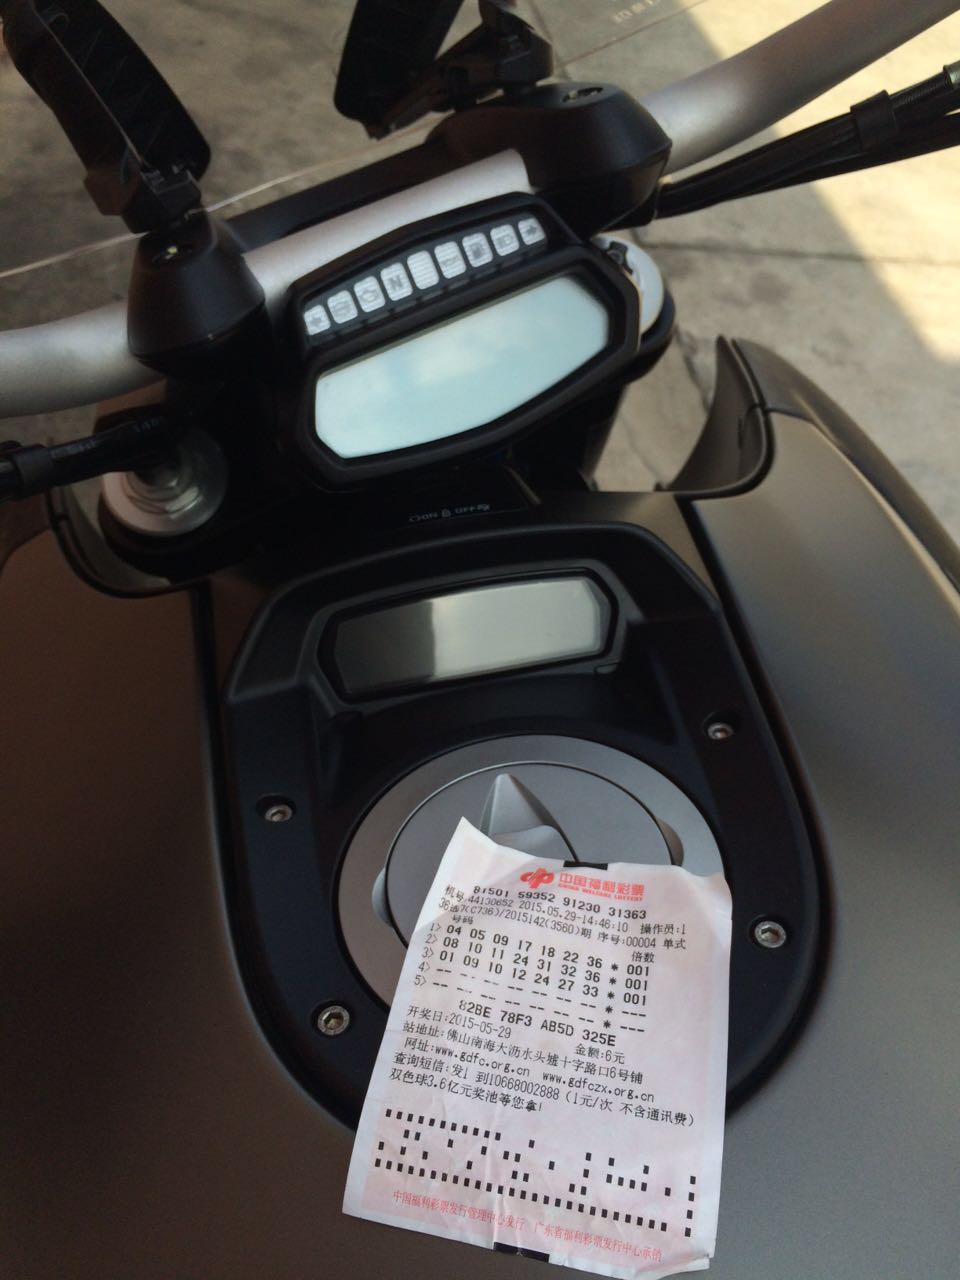 N
ON OFF
中国福利彩票
CHINA WELFARE LOTTERY
81501 59352 91230 31363
机号:44130652 2015.05.29-14:46:10 操作员:1
36选7(C736)/2015142(3560)期 序号:00004 单式
号码 倍数
1> 04 05 09 17 18 22 36 * 001
2> 08 10 11 24 31 32 36 * 001
3> 01 09 10 12 24 27 33 * 001
4> -- -- -- -- -- -- -- * ---
5> -- -- -- -- -- -- -- * ---
82BE 78F3 AB5D 325E
开奖日:2015-05-29 金额:6元
站地址:佛山南海大沥水头墟十字路口6号铺
网址:www.gdfc.org.cn www.gdfczx.org.cn
查询短信:发1 到10668002888 (1元/次 不含通讯费)
双色球3.6亿元奖池等您拿!
中国福利彩票发行管理中心发行 广东省福利彩票发行中心承销